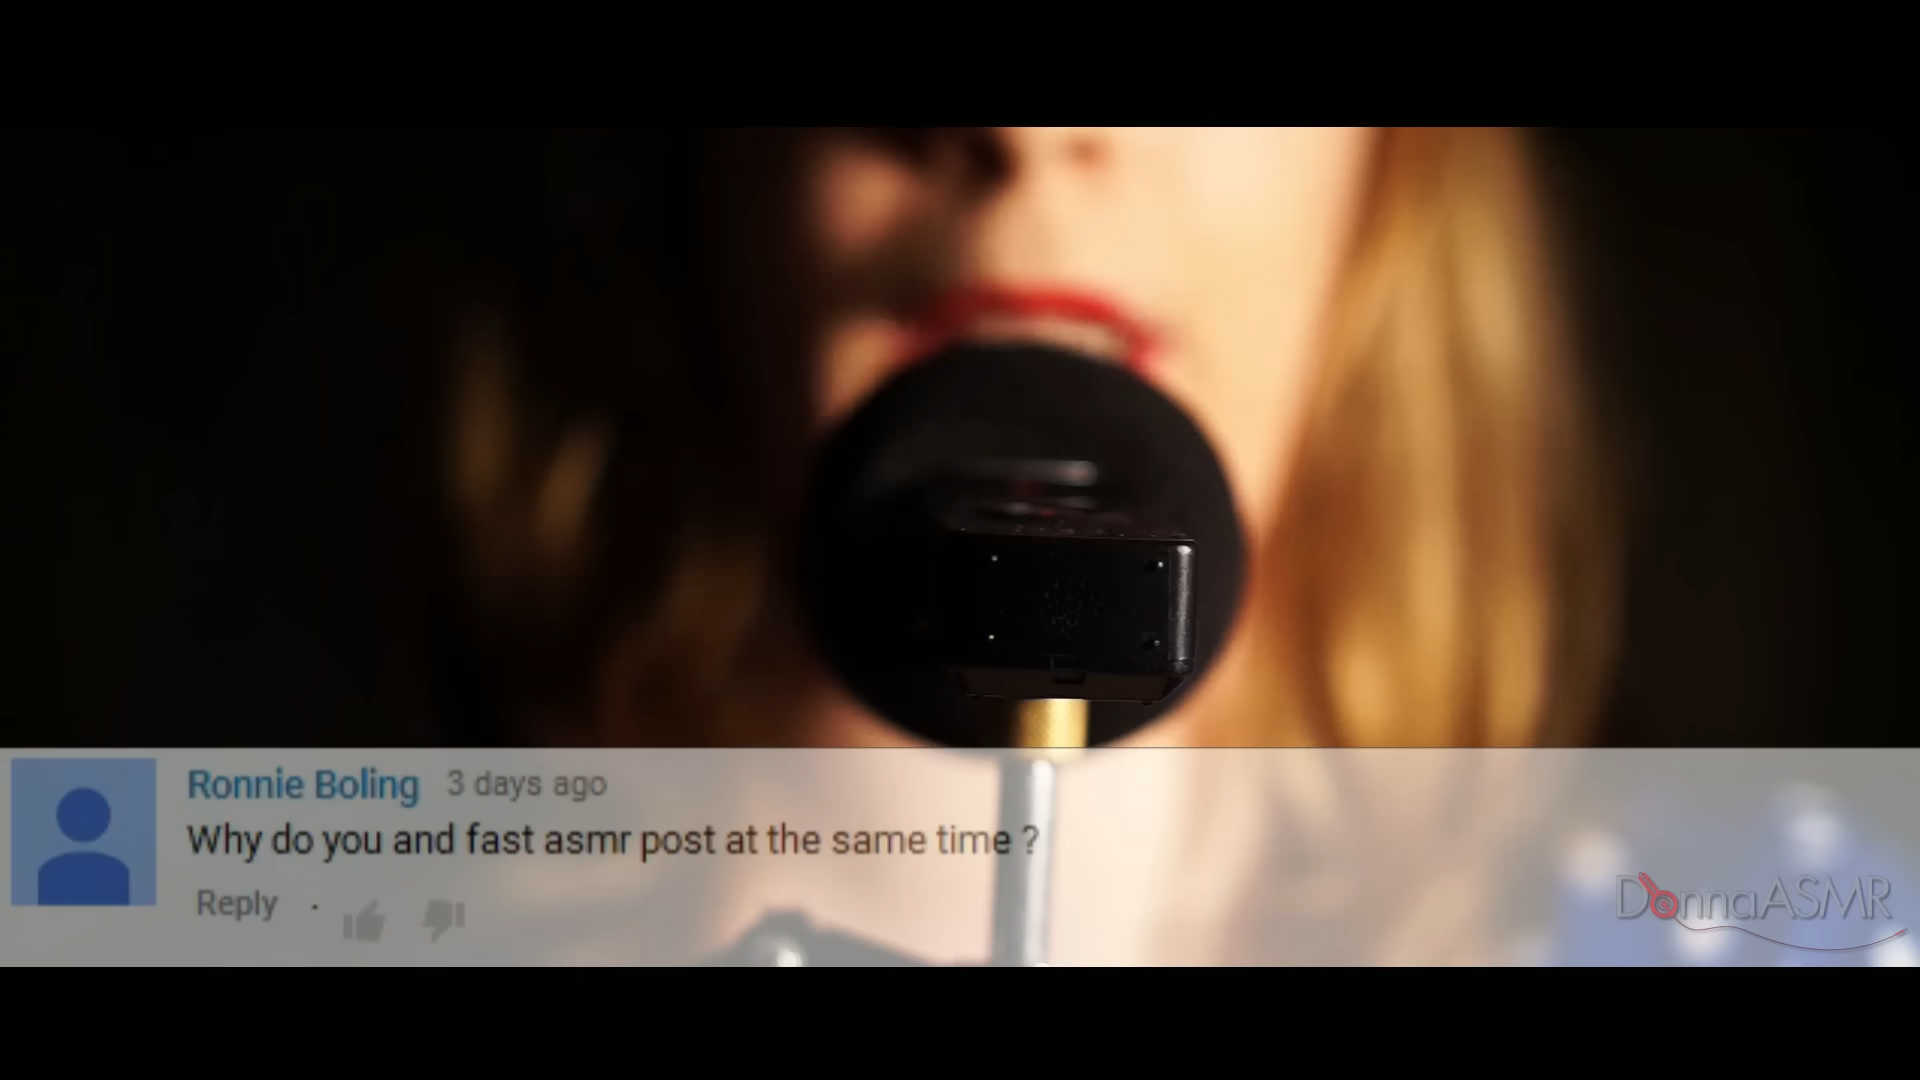 Ronnie Boling 3 days ago
Why do you and fast asmr post at the same time ?
Reply ·
DonnaASMR